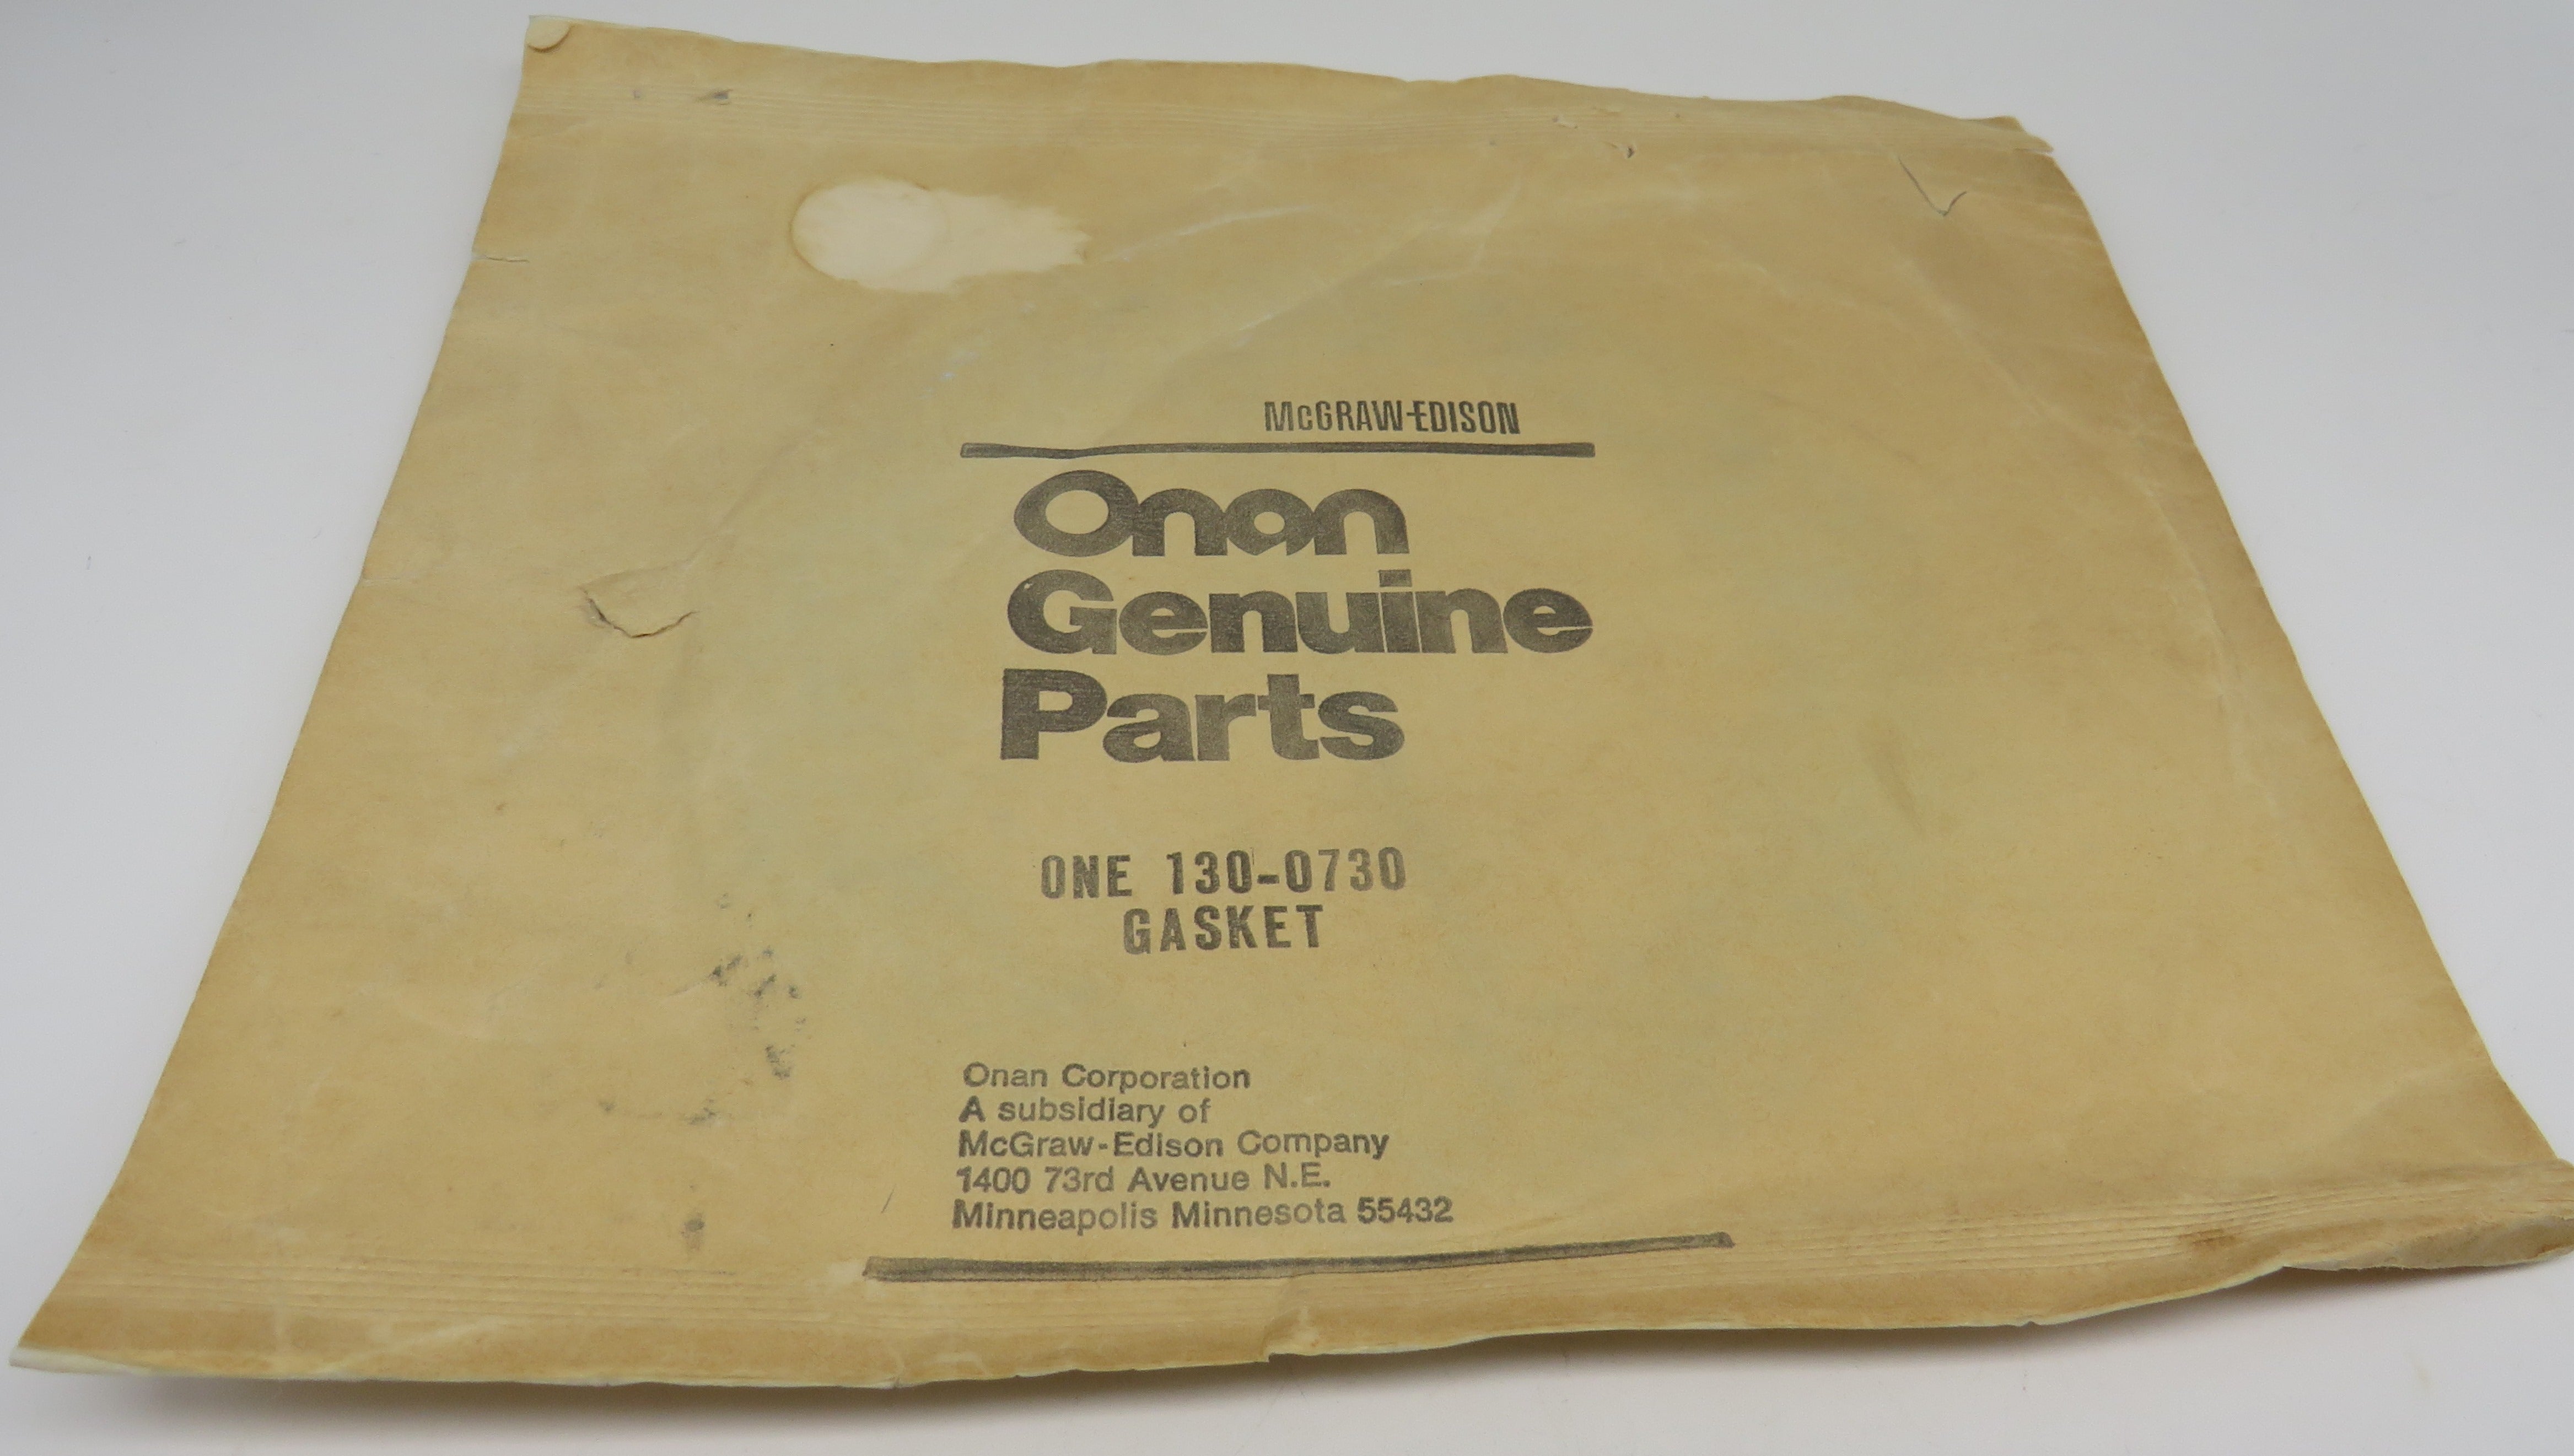 McGRAW-EDISON
Onan
Genuine
Parts
ONE 130-0730
GASKET
Onan Corporation
A subsidiary of
McGraw-Edison Company
1400 73rd Avenue N.E.
Minneapolis Minnesota 55432